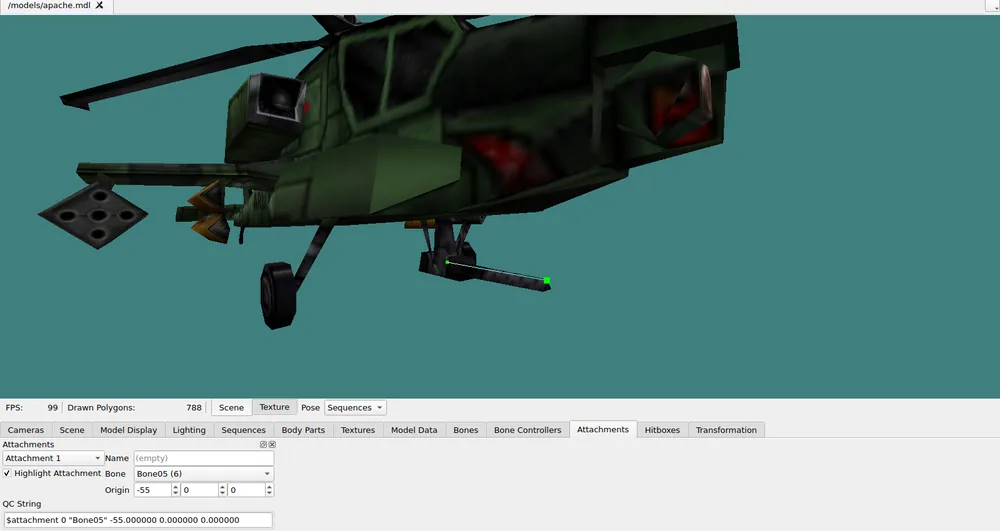 /models/apache.mdl
FPS: 99 Drawn Polygons: 788 Scene Texture Pose Sequences
Cameras Scene Model Display Lighting Sequences Body Parts Textures Model Data Bones Bone Controllers Attachments Hitboxes Transformation
Attachments
Attachment 1 Name (empty)
Highlight Attachment Bone Bone05 (6)
Origin -55 0 0
QC String
$attachment 0 "Bone05" -55.000000 0.000000 0.000000